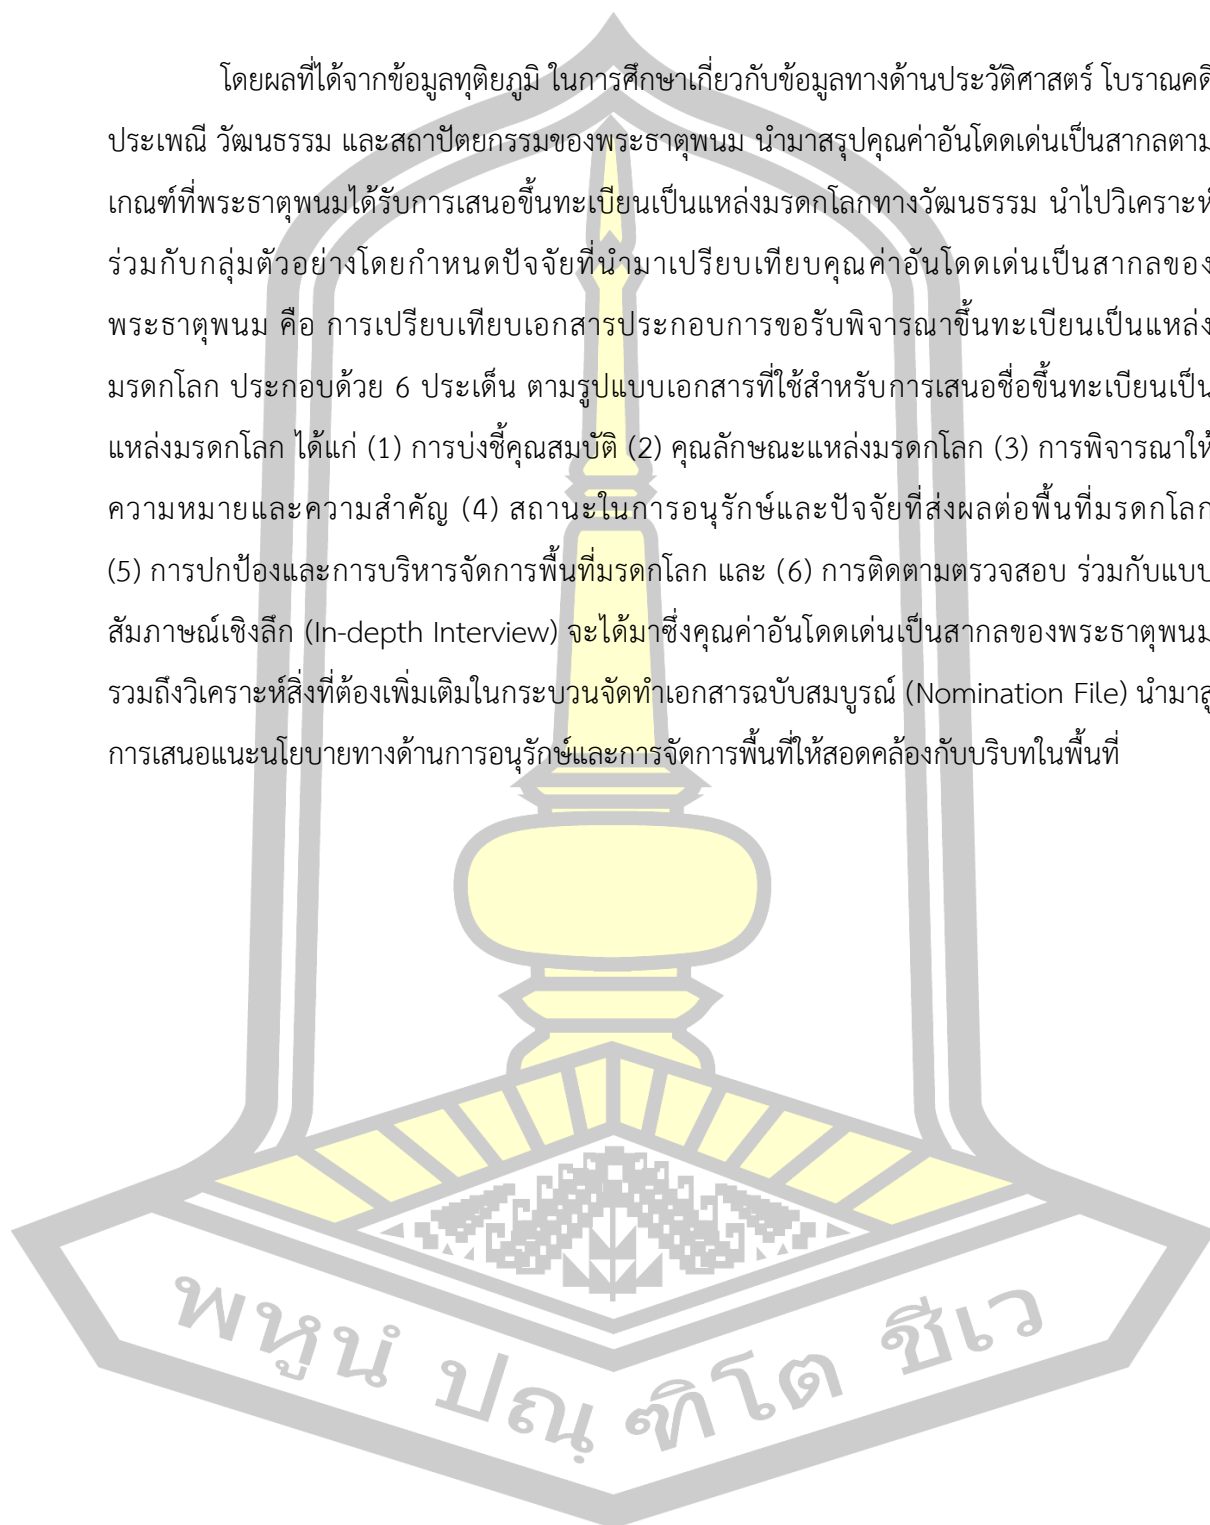 โดยผลที่ได้จากข้อมูลทุติยภูมิ ในการศึกษาเกี่ยวกับข้อมูลทางด้านประวัติศาสตร์ โบราณคดี
ประเพณี วัฒนธรรม และสถาปัตยกรรมของพระธาตุพนม นำมาสรุปคุณค่าอันโดดเด่นเป็นสากลตาม
เกณฑ์ที่พระธาตุพนมได้รับการเสนอขึ้นทะเบียนเป็นแหล่งมรดกโลกทางวัฒนธรรม นำไปวิเคราะห์
ร่วมกับกลุ่มตัวอย่างโดยกำหนดปัจจัยที่นำมาเปรียบเทียบคุณค่าอันโดดเด่นเป็นสากลของ
พระธาตุพนม คือ การเปรียบเทียบเอกสารประกอบการขอรับพิจารณาขึ้นทะเบียนเป็นแหล่ง
มรดกโลก ประกอบด้วย 6 ประเด็น ตามรูปแบบเอกสารที่ใช้สำหรับการเสนอชื่อขึ้นทะเบียนเป็น
แหล่งมรดกโลก ได้แก่ (1) การบ่งชี้คุณสมบัติ (2) คุณลักษณะแหล่งมรดกโลก (3) การพิจารณาให้
ความหมายและความสำคัญ (4) สถานะในการอนุรักษ์และปัจจัยที่ส่งผลต่อพื้นที่มรดกโลก
(5) การปกป้องและการบริหารจัดการพื้นที่มรดกโลก และ (6) การติดตามตรวจสอบ ร่วมกับแบบ
สัมภาษณ์เชิงลึก (In-depth Interview) จะได้มาซึ่งคุณค่าอันโดดเด่นเป็นสากลของพระธาตุพนม
รวมถึงวิเคราะห์สิ่งที่ต้องเพิ่มเติมในกระบวนจัดทำเอกสารฉบับสมบูรณ์ (Nomination File) นำมาสู่
การเสนอแนะนโยบายทางด้านการอนุรักษ์และการจัดการพื้นที่ให้สอดคล้องกับบริบทในพื้นที่
พหูนํ ปณฺฑิโต ชีเว